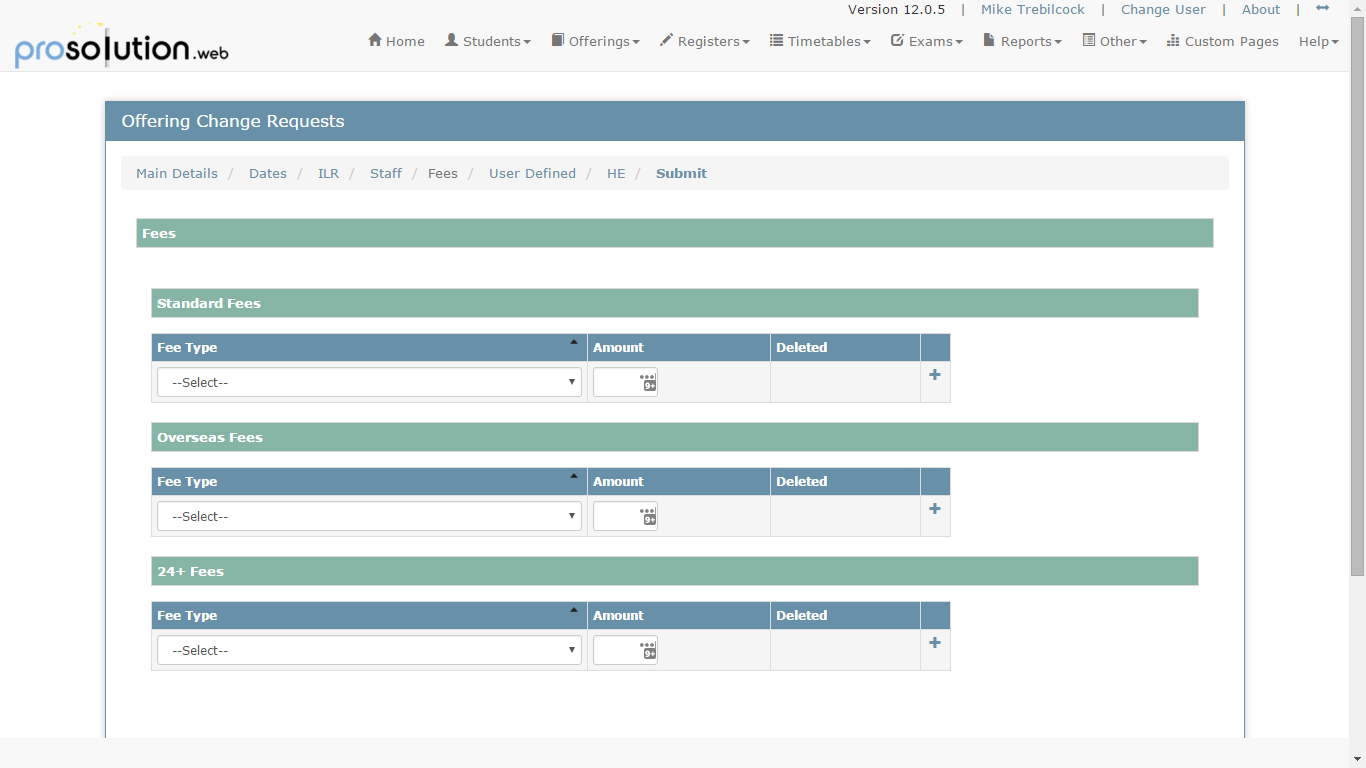 Version 12.0.5 | Mike Trebilcock | Change User | About |
prosolution.web
Home Students Offerings Registers Timetables Exams Reports Other Custom Pages Help
Offering Change Requests
Main Details / Dates / ILR / Staff / Fees / User Defined / HE / Submit
Fees
Standard Fees
Fee Type Amount Deleted
--Select-- 9+
Overseas Fees
Fee Type Amount Deleted
--Select-- 9+
24+ Fees
Fee Type Amount Deleted
--Select-- 9+